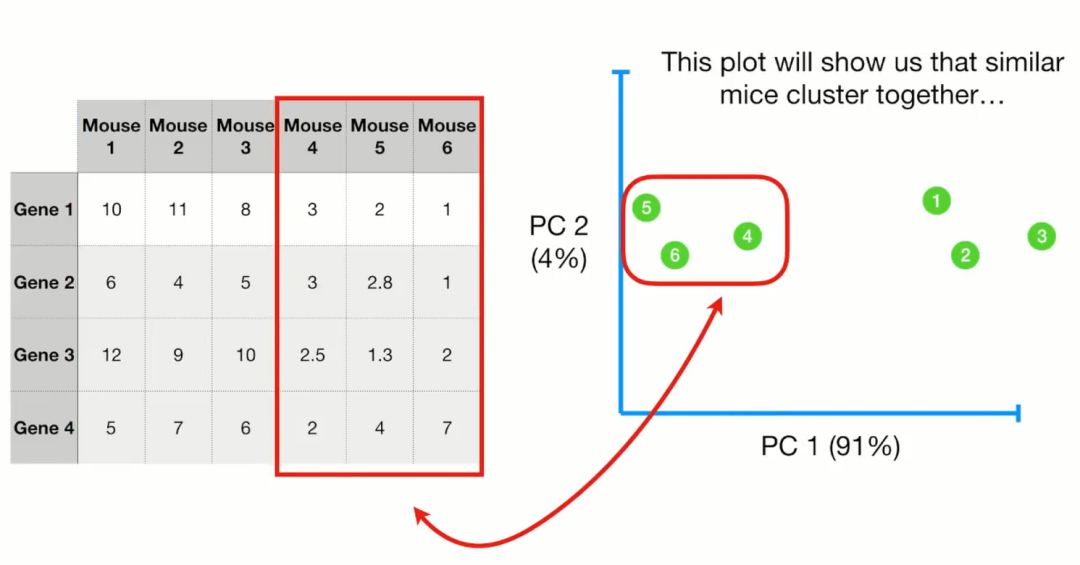 This plot will show us that similar
mice cluster together…
Mouse 1 Mouse 2 Mouse 3 Mouse 4 Mouse 5 Mouse 6
Gene 1 10 11 8 3 2 1
Gene 2 6 4 5 3 2.8 1
Gene 3 12 9 10 2.5 1.3 2
Gene 4 5 7 6 2 4 7
PC 2
(4%)
5
4
6
1
2
3
PC 1 (91%)